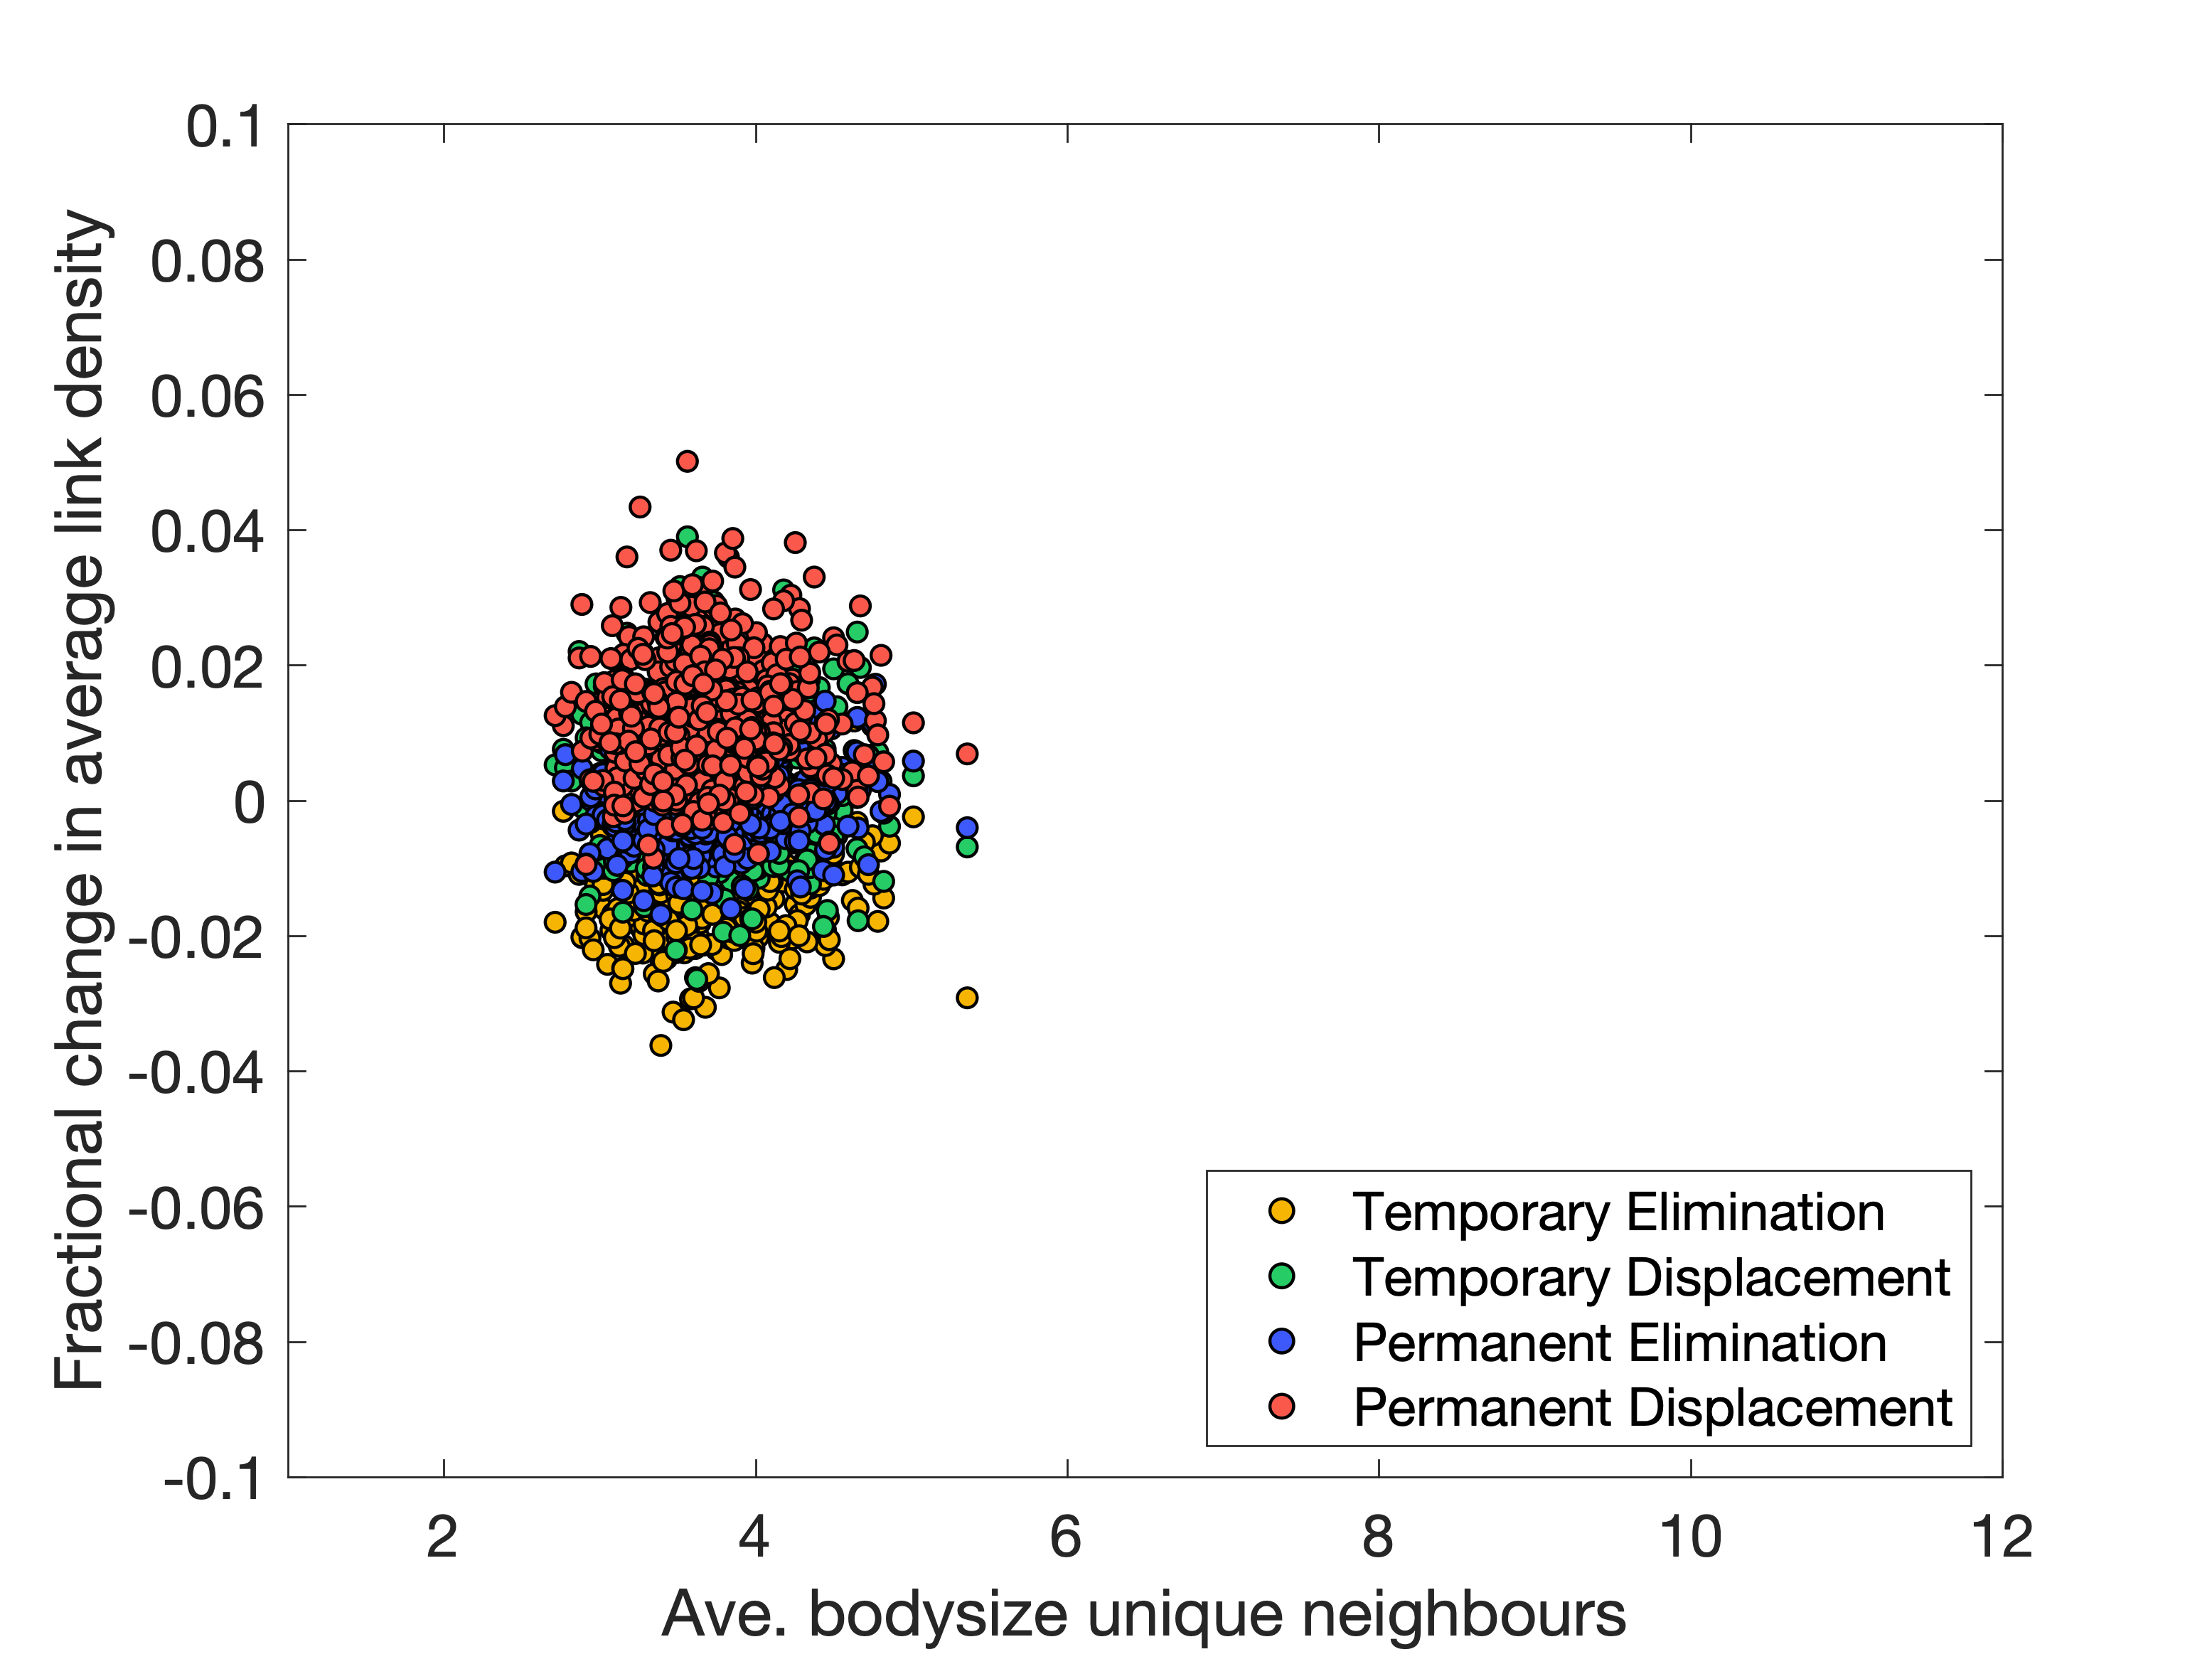 Fractional change in average link density
0.1
0.08
0.06
0.04
0.02
0
-0.02
-0.04
-0.06
-0.08
-0.1
Temporary Elimination
Temporary Displacement
Permanent Elimination
Permanent Displacement
2 4 6 8 10 12
Ave. bodysize unique neighbours